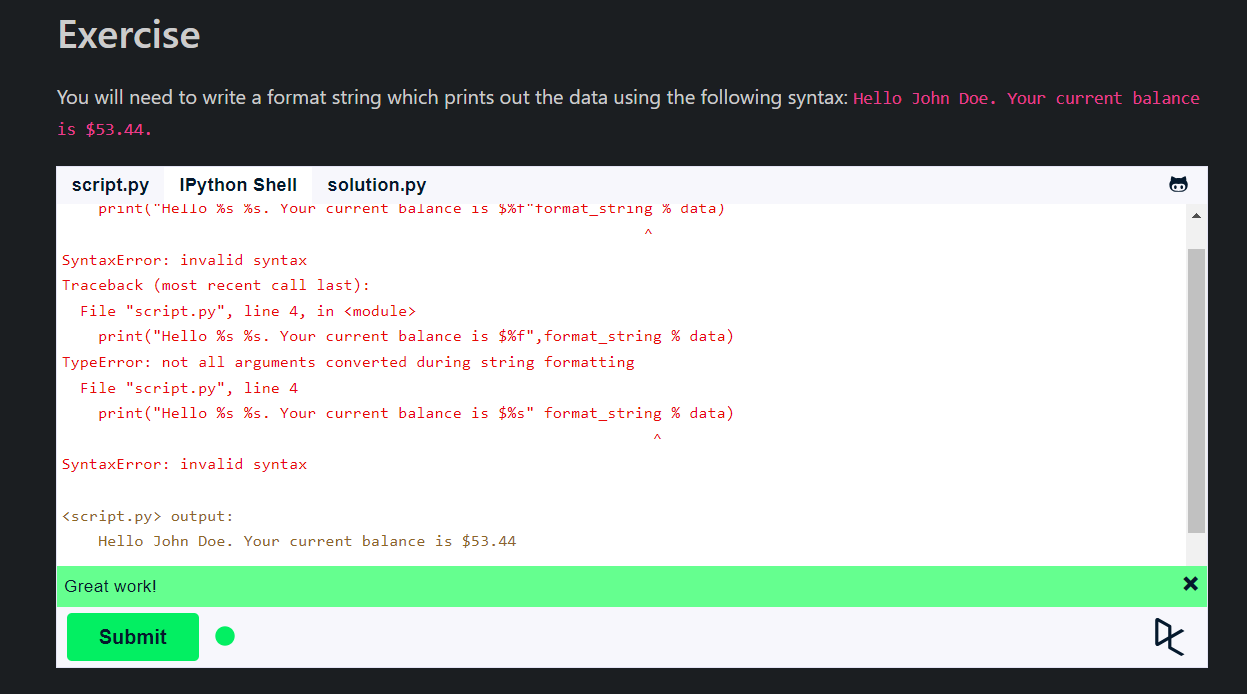 Exercise
You will need to write a format string which prints out the data using the following syntax: Hello John Doe. Your current balance
is $53.44.
script.py IPython Shell solution.py
print("Hello %s %s. Your current balance is $%f"format_string % data)
^
SyntaxError: invalid syntax
Traceback (most recent call last):
File "script.py", line 4, in <module>
print("Hello %s %s. Your current balance is $%f",format_string % data)
TypeError: not all arguments converted during string formatting
File "script.py", line 4
print("Hello %s %s. Your current balance is $%s" format_string % data)
^
SyntaxError: invalid syntax
<script.py> output:
Hello John Doe. Your current balance is $53.44
Great work!
Submit